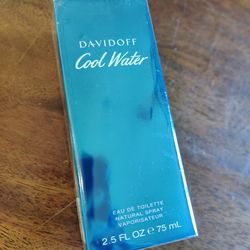 DAVIDOFF
Cool Water
EAU DE TOILETTE
NATURAL SPRAY
VAPORISATEUR
2.5 FL OZ ℮ 75 mL